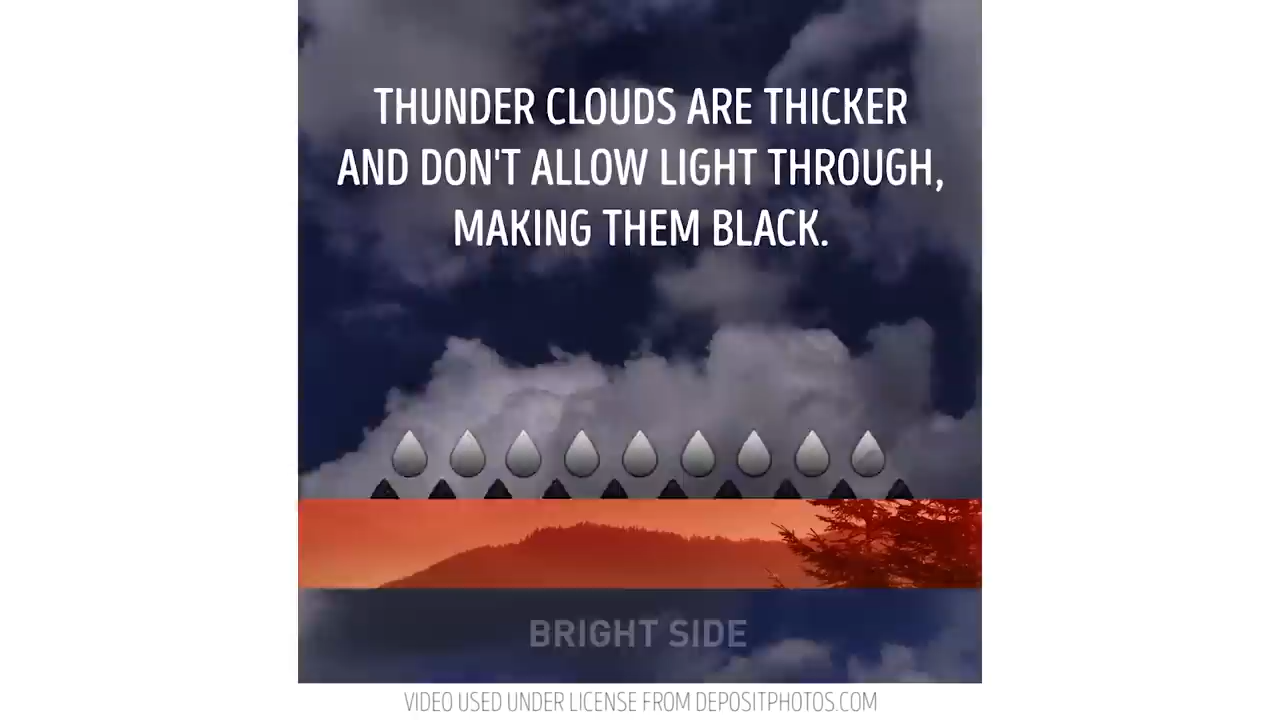 THUNDER CLOUDS ARE THICKER
AND DON'T ALLOW LIGHT THROUGH,
MAKING THEM BLACK.
BRIGHT SIDE
VIDEO USED UNDER LICENSE FROM DEPOSITPHOTOS.COM